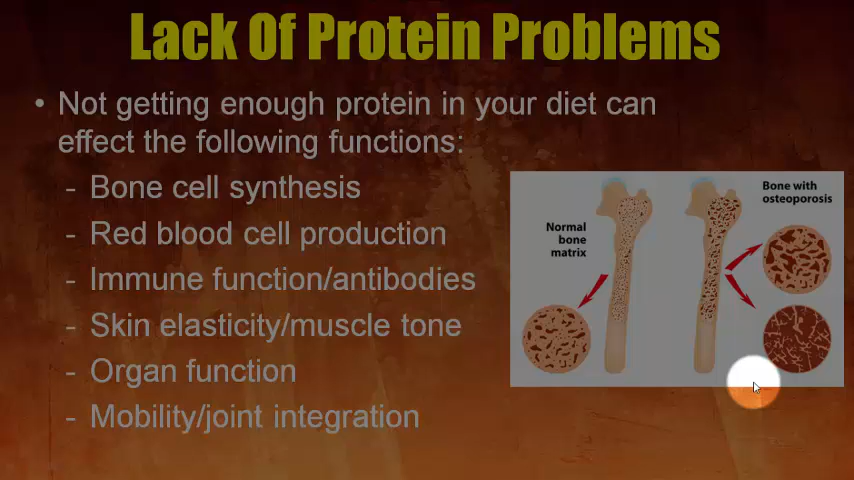 Lack Of Protein Problems
• Not getting enough protein in your diet can
effect the following functions:
- Bone cell synthesis
- Red blood cell production
- Immune function/antibodies
- Skin elasticity/muscle tone
- Organ function
- Mobility/joint integration
Normal
bone
matrix
Bone with
osteoporosis